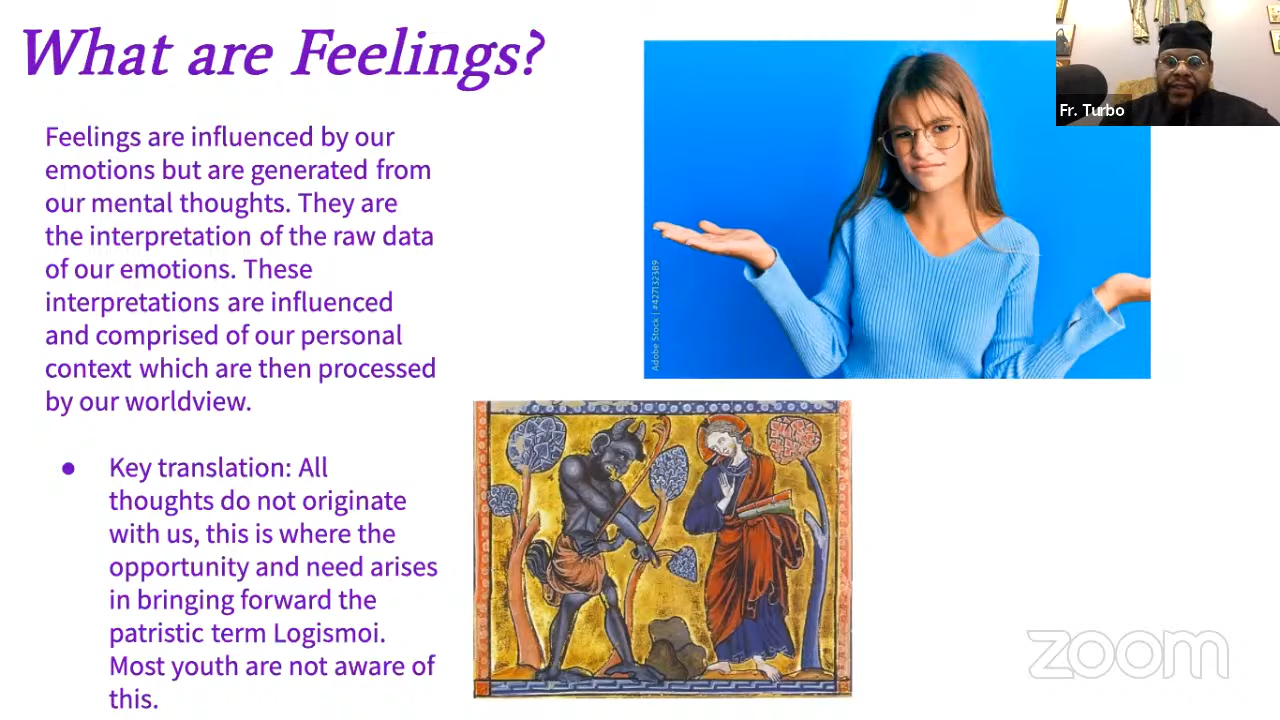 What are Feelings?
Feelings are influenced by our
emotions but are generated from
our mental thoughts. They are
the interpretation of the raw data
of our emotions. These
interpretations are influenced
and comprised of our personal
context which are then processed
by our worldview.
● Key translation: All
thoughts do not originate
with us, this is where the
opportunity and need arises
in bringing forward the
patristic term Logismoi.
Most youth are not aware of
this.
Adobe Stock | #427132389
Fr. Turbo
zoom